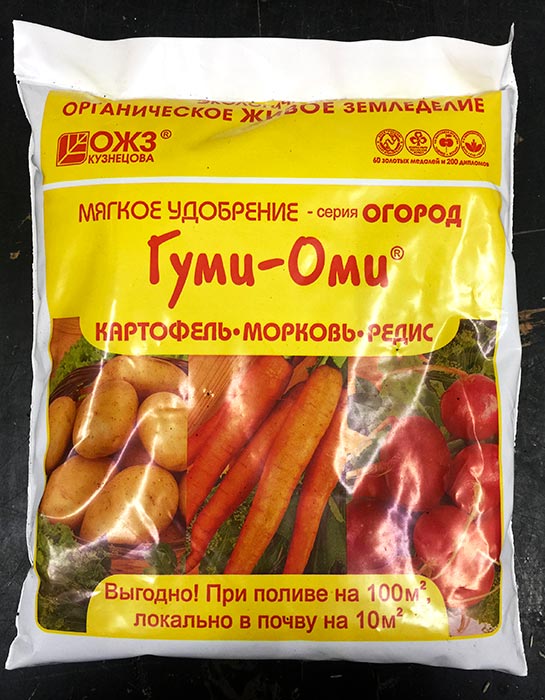 ОРГАНИЧЕСКОЕ ЖИВОЕ ЗЕМЛЕДЕЛИЕ
ОЖЗ®
КУЗНЕЦОВА
60 золотых медалей и 200 дипломов
МЯГКОЕ УДОБРЕНИЕ - серия ОГОРОД
Гуми-Оми®
КАРТОФЕЛЬ•МОРКОВЬ•РЕДИС
Выгодно! При поливе на 100м²,
локально в почву на 10м²